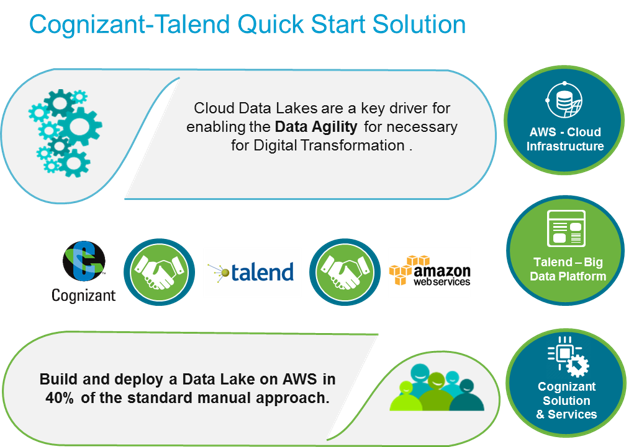 Cognizant-Talend Quick Start Solution
Cloud Data Lakes are a key driver for
enabling the Data Agility for necessary
for Digital Transformation .
AWS - Cloud
Infrastructure
Cognizant
talend
amazon
webservices
Talend – Big
Data Platform
Build and deploy a Data Lake on AWS in
40% of the standard manual approach.
Cognizant
Solution
& Services